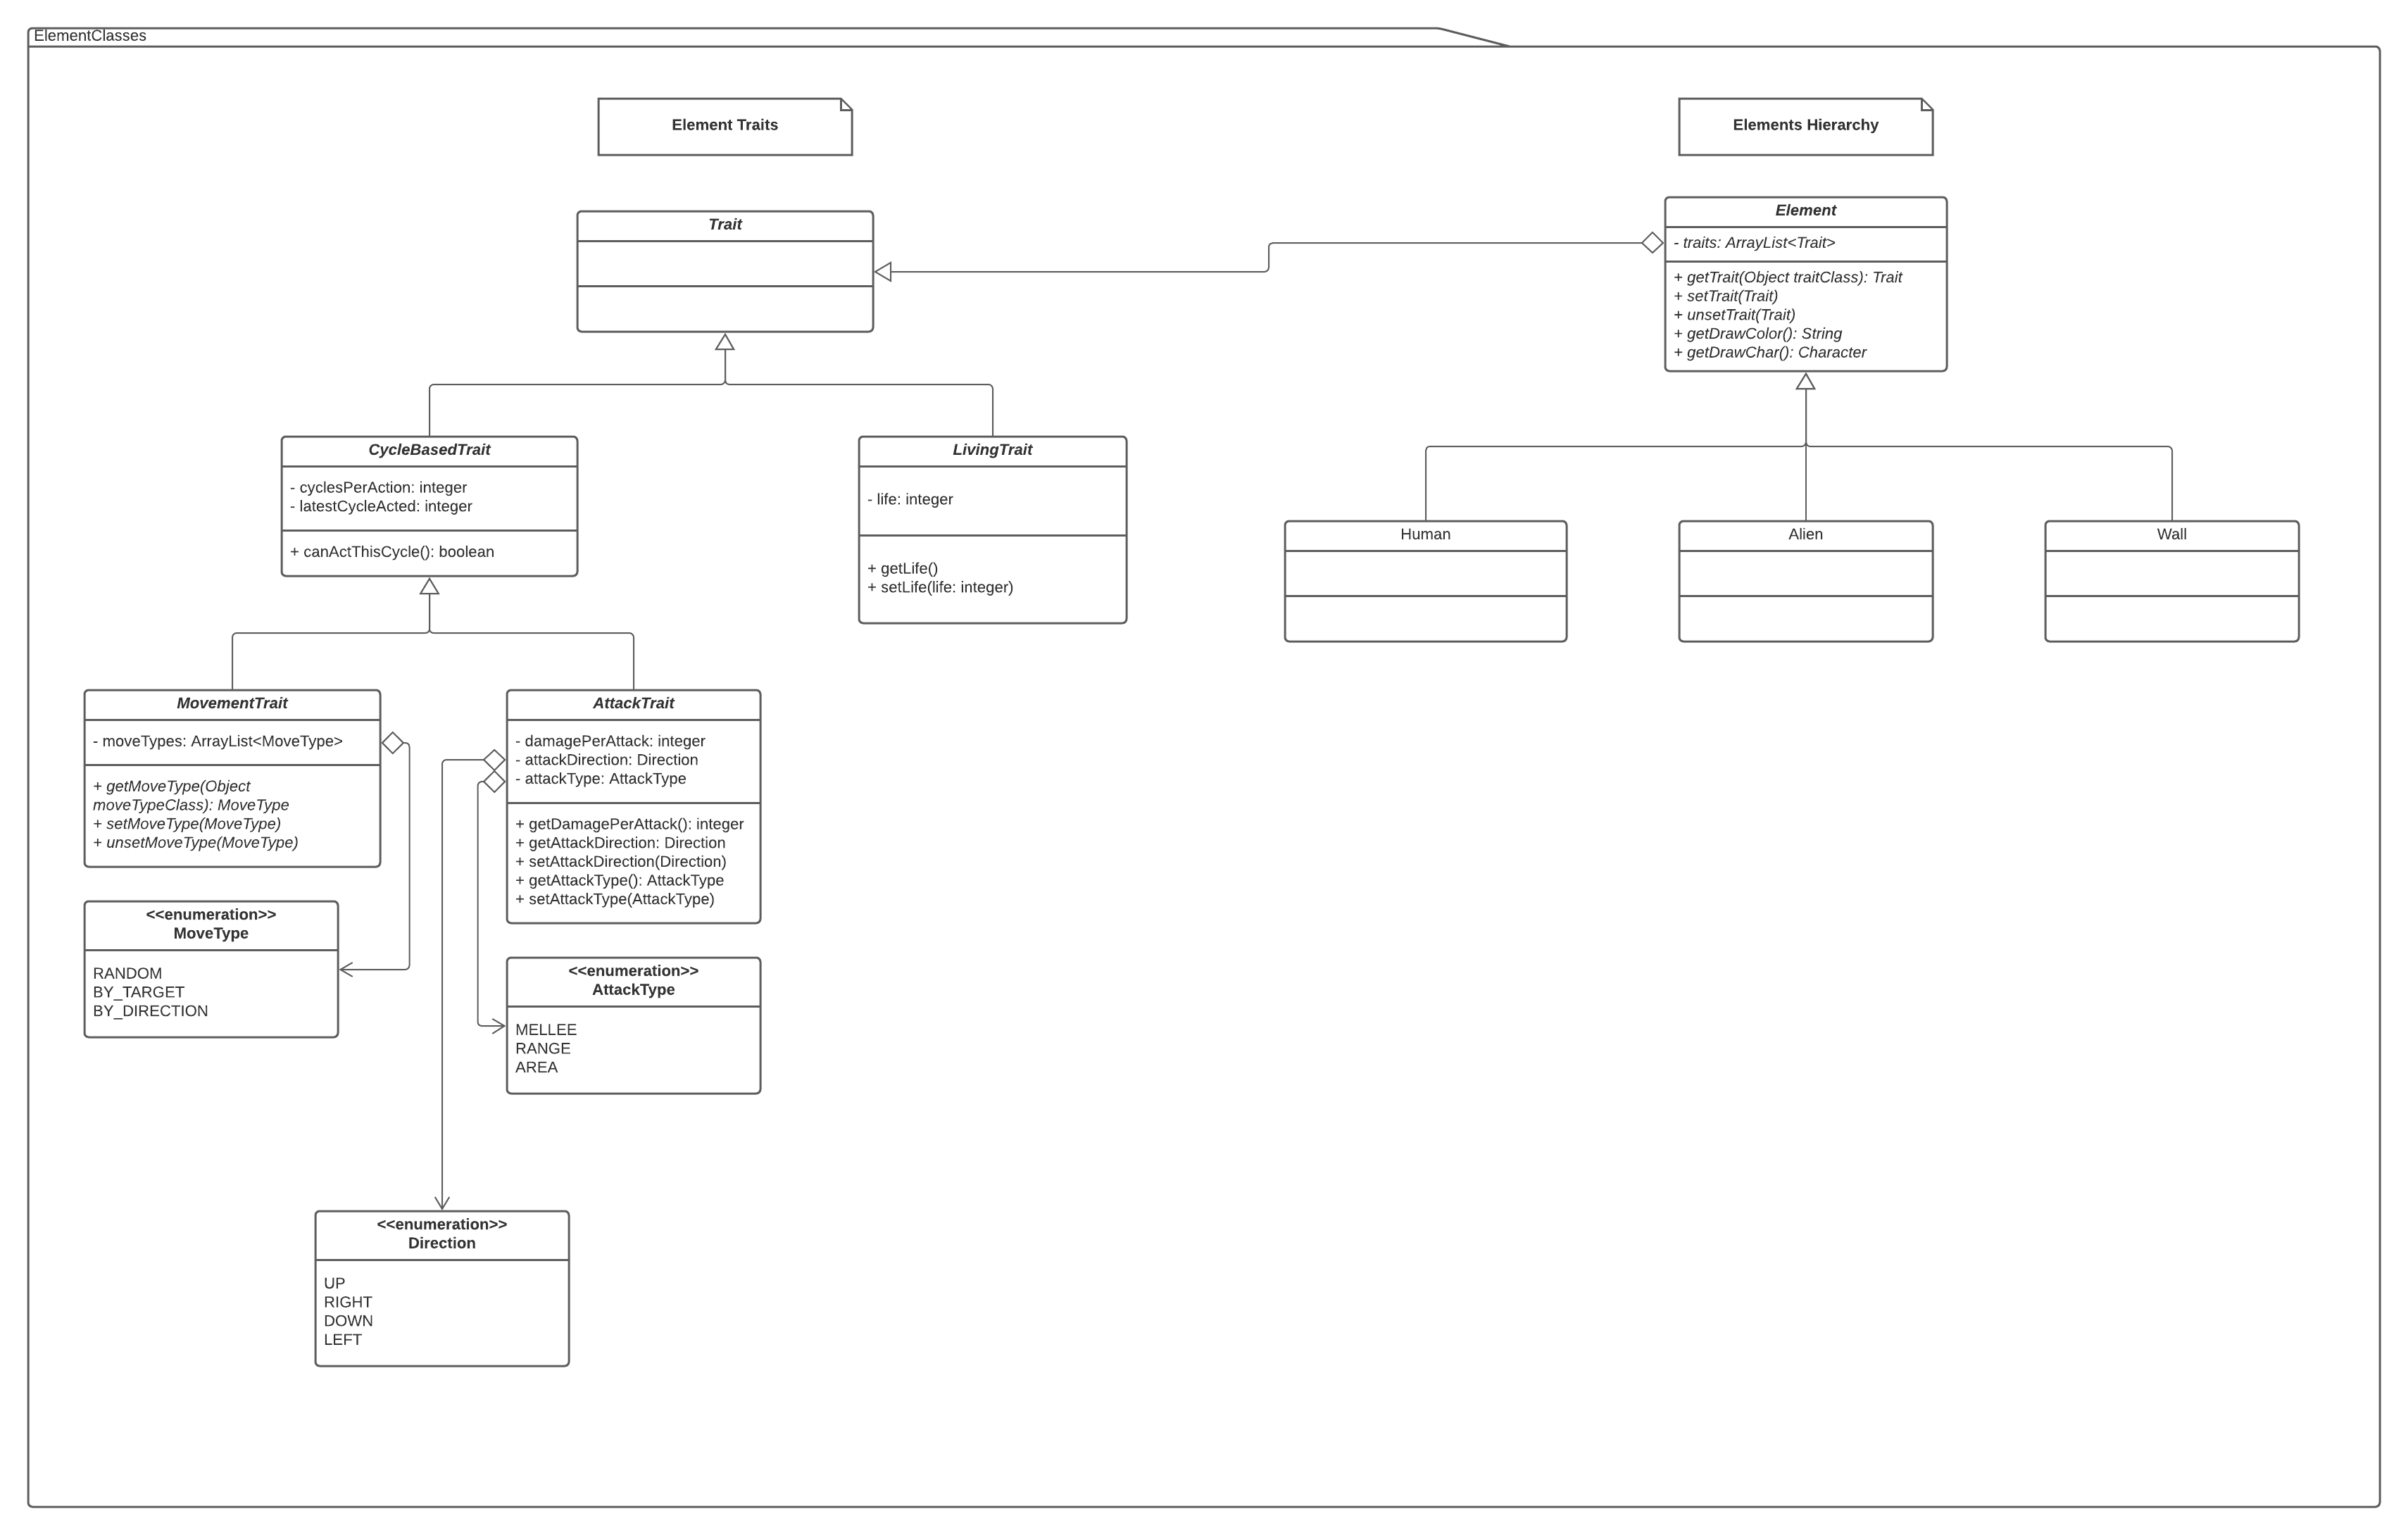 ElementClasses
Element Traits
Elements Hierarchy
Trait
Element
- traits: ArrayList<Trait>
+ getTrait(Object traitClass): Trait
+ setTrait(Trait)
+ unsetTrait(Trait)
+ getDrawColor(): String
+ getDrawChar(): Character
CycleBasedTrait
- cyclesPerAction: integer
- latestCycleActed: integer
+ canActThisCycle(): boolean
LivingTrait
- life: integer
+ getLife()
+ setLife(life: integer)
Human
Alien
Wall
MovementTrait
- moveTypes: ArrayList<MoveType>
+ getMoveType(Object
moveTypeClass): MoveType
+ setMoveType(MoveType)
+ unsetMoveType(MoveType)
AttackTrait
- damagePerAttack: integer
- attackDirection: Direction
- attackType: AttackType
+ getDamagePerAttack(): integer
+ getAttackDirection: Direction
+ setAttackDirection(Direction)
+ getAttackType(): AttackType
+ setAttackType(AttackType)
<<enumeration>>
MoveType
RANDOM
BY_TARGET
BY_DIRECTION
<<enumeration>>
AttackType
MELLEE
RANGE
AREA
<<enumeration>>
Direction
UP
RIGHT
DOWN
LEFT